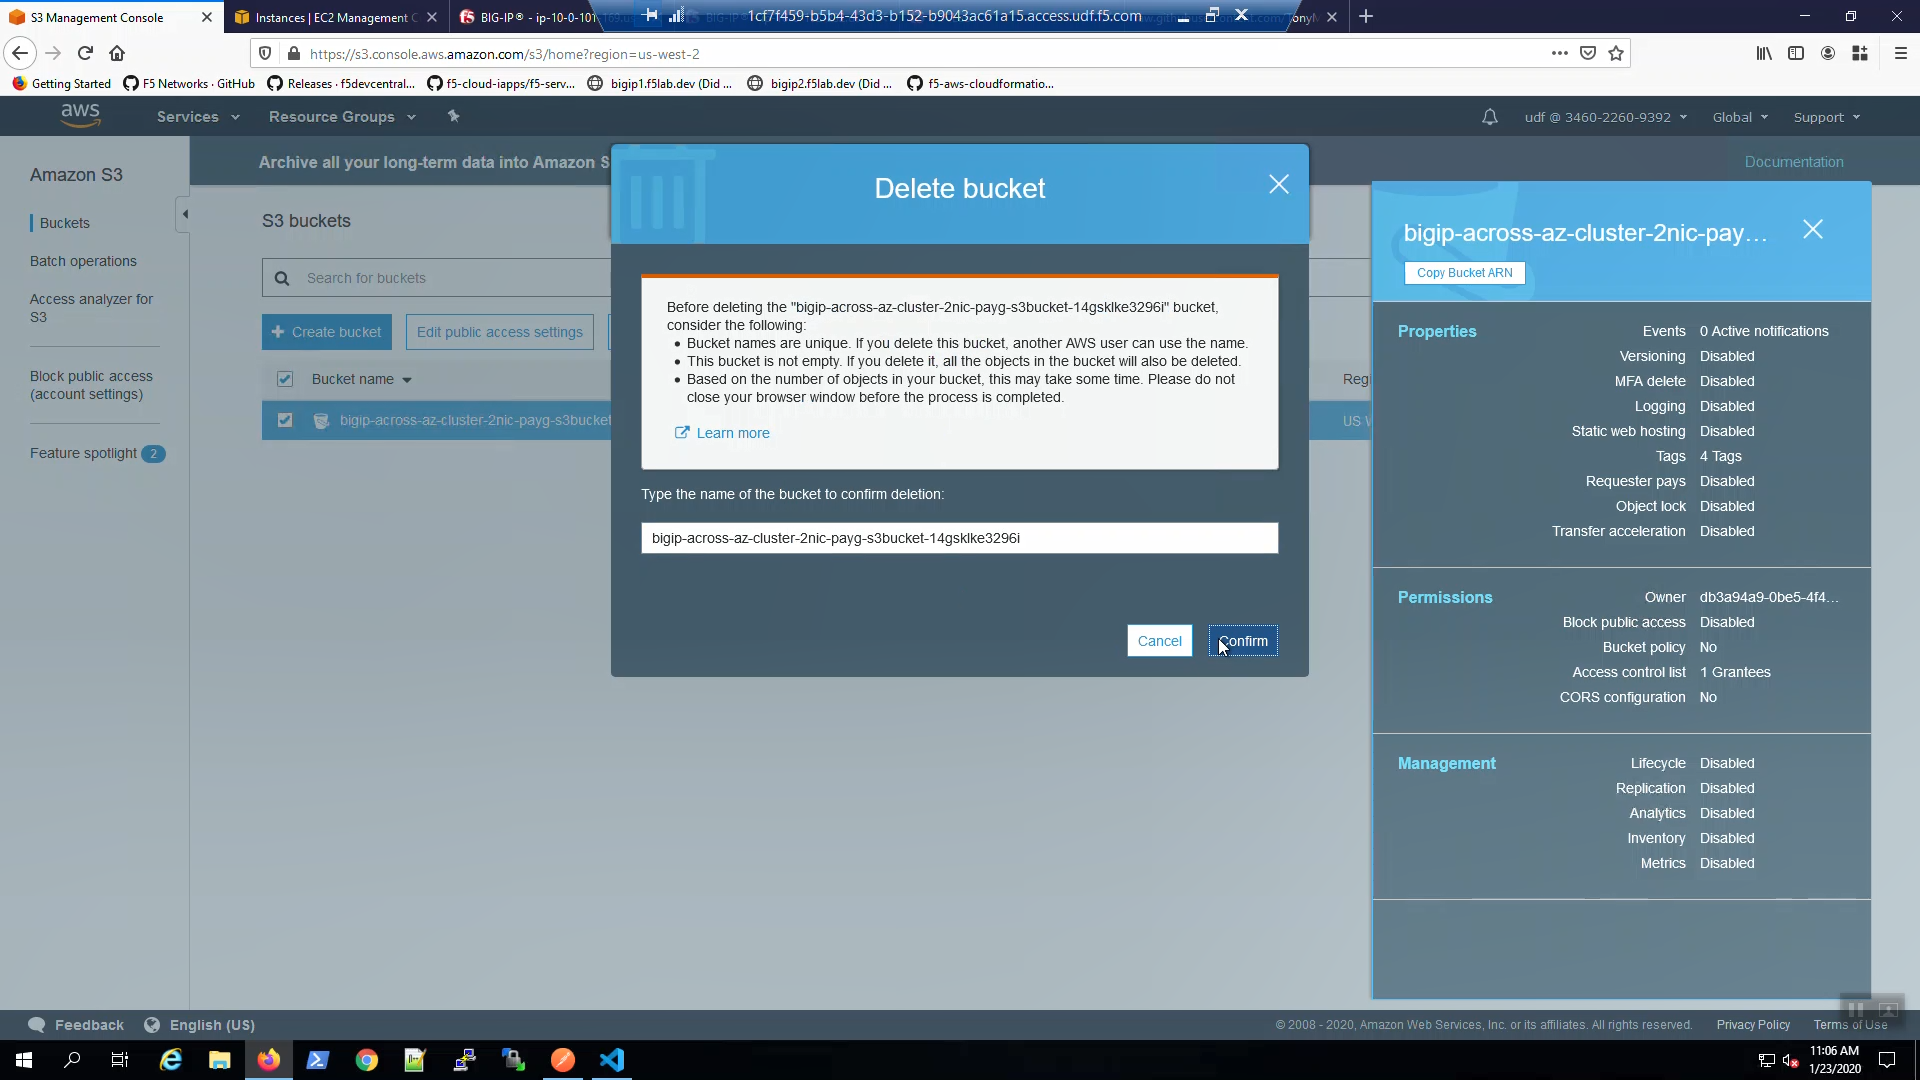 S3 Management Console
Instances | EC2 Management C
BIG-IP® - ip-10-0-101
1cf7f459-b5b4-43d3-b152-b9043ac61a15.access.udf.f5.com
https://s3.console.aws.amazon.com/s3/home?region=us-west-2
Getting Started
F5 Networks · GitHub
Releases · f5devcentral...
f5-cloud-iapps/f5-serv...
bigip1.f5lab.dev (Did ...
bigip2.f5lab.dev (Did ...
f5-aws-cloudformatio...
aws
Services
Resource Groups
udf @ 3460-2260-9392
Global
Support
Amazon S3
Buckets
Batch operations
Access analyzer for
S3
Block public access
(account settings)
Feature spotlight 2
Archive all your long-term data into Amazon S
Documentation
S3 buckets
Search for buckets
Create bucket
Edit public access settings
Bucket name
Regi
bigip-across-az-cluster-2nic-payg-s3bucket
US W
Delete bucket
Before deleting the "bigip-across-az-cluster-2nic-payg-s3bucket-14gsklke3296i" bucket,
consider the following:
• Bucket names are unique. If you delete this bucket, another AWS user can use the name.
• This bucket is not empty. If you delete it, all the objects in the bucket will also be deleted.
• Based on the number of objects in your bucket, this may take some time. Please do not
close your browser window before the process is completed.
Learn more
Type the name of the bucket to confirm deletion:
bigip-across-az-cluster-2nic-payg-s3bucket-14gsklke3296i
Cancel
Confirm
bigip-across-az-cluster-2nic-pay...
Copy Bucket ARN
Properties
Events 0 Active notifications
Versioning Disabled
MFA delete Disabled
Logging Disabled
Static web hosting Disabled
Tags 4 Tags
Requester pays Disabled
Object lock Disabled
Transfer acceleration Disabled
Permissions
Owner db3a94a9-0be5-4f4...
Block public access Disabled
Bucket policy No
Access control list 1 Grantees
CORS configuration No
Management
Lifecycle Disabled
Replication Disabled
Analytics Disabled
Inventory Disabled
Metrics Disabled
Feedback
English (US)
© 2008 - 2020, Amazon Web Services, Inc. or its affiliates. All rights reserved.
Privacy Policy
Terms of Use
11:06 AM
1/23/2020